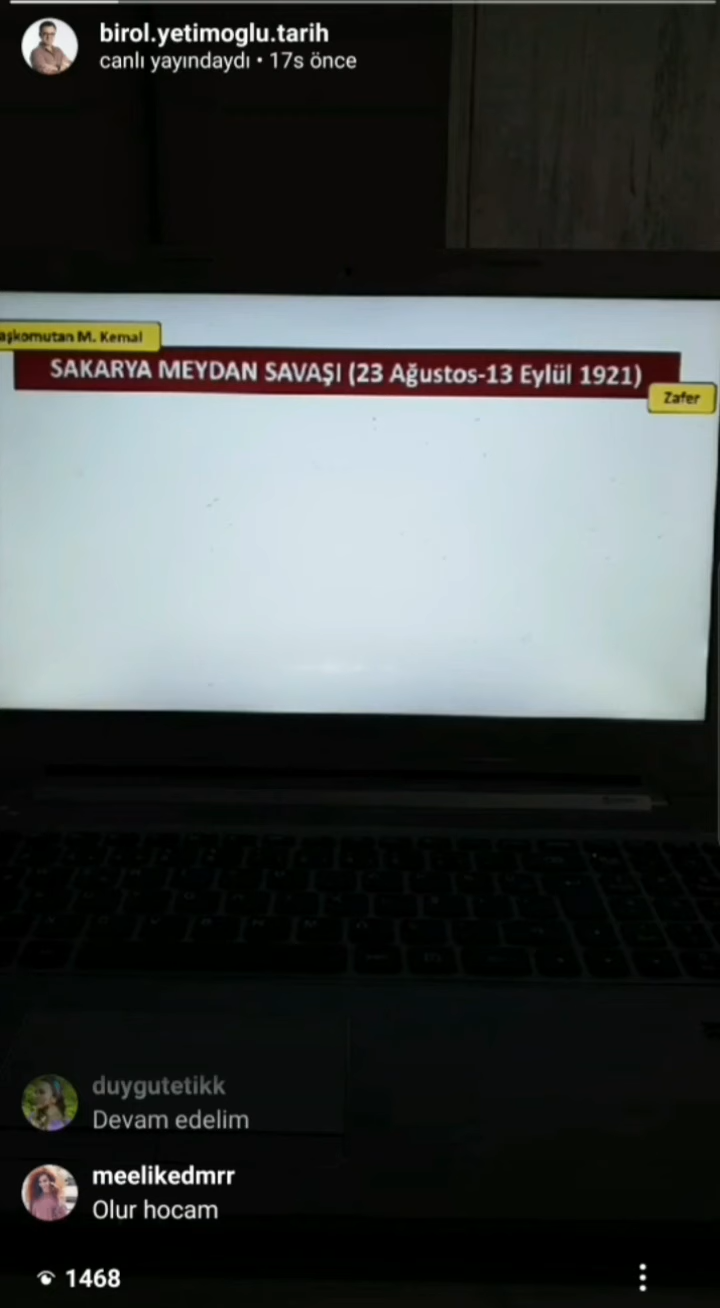 birol.yetimoglu.tarih
canlı yayındaydı • 17s önce
aşkomutan M. Kemal
SAKARYA MEYDAN SAVAŞI (23 Ağustos-13 Eylül 1921)
Zafer
duygutetikk
Devam edelim
meelikedmrr
Olur hocam
1468